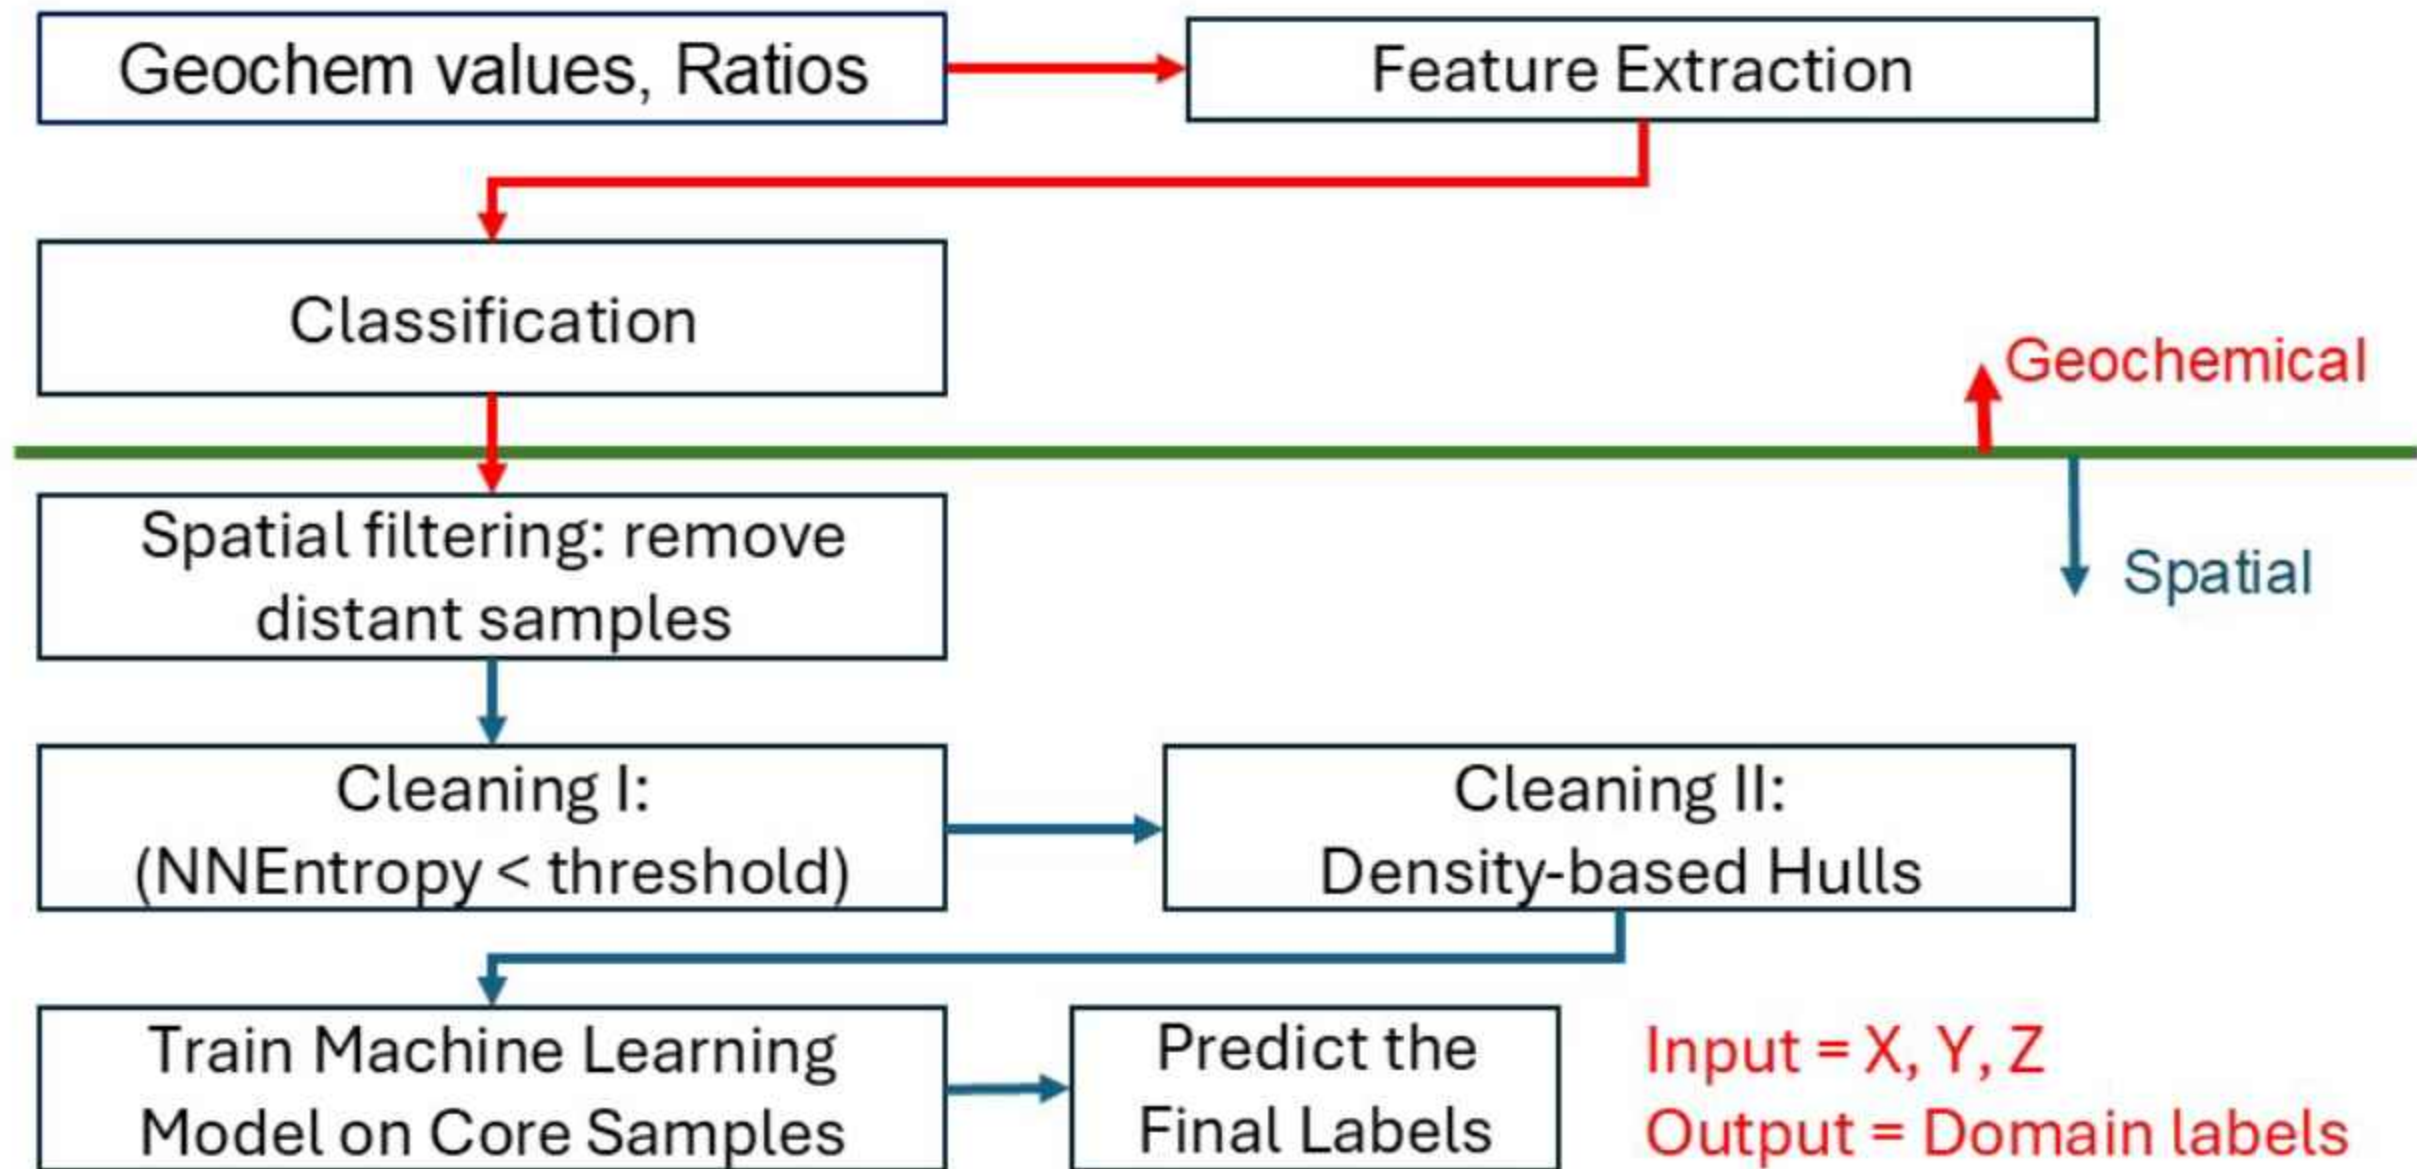 Geochem values, Ratios
Feature Extraction
Classification
Geochemical
Spatial filtering: remove
distant samples
Spatial
Cleaning I:
(NNEntropy < threshold)
Cleaning II:
Density-based Hulls
Train Machine Learning
Model on Core Samples
Predict the
Final Labels
Input = X, Y, Z
Output = Domain labels